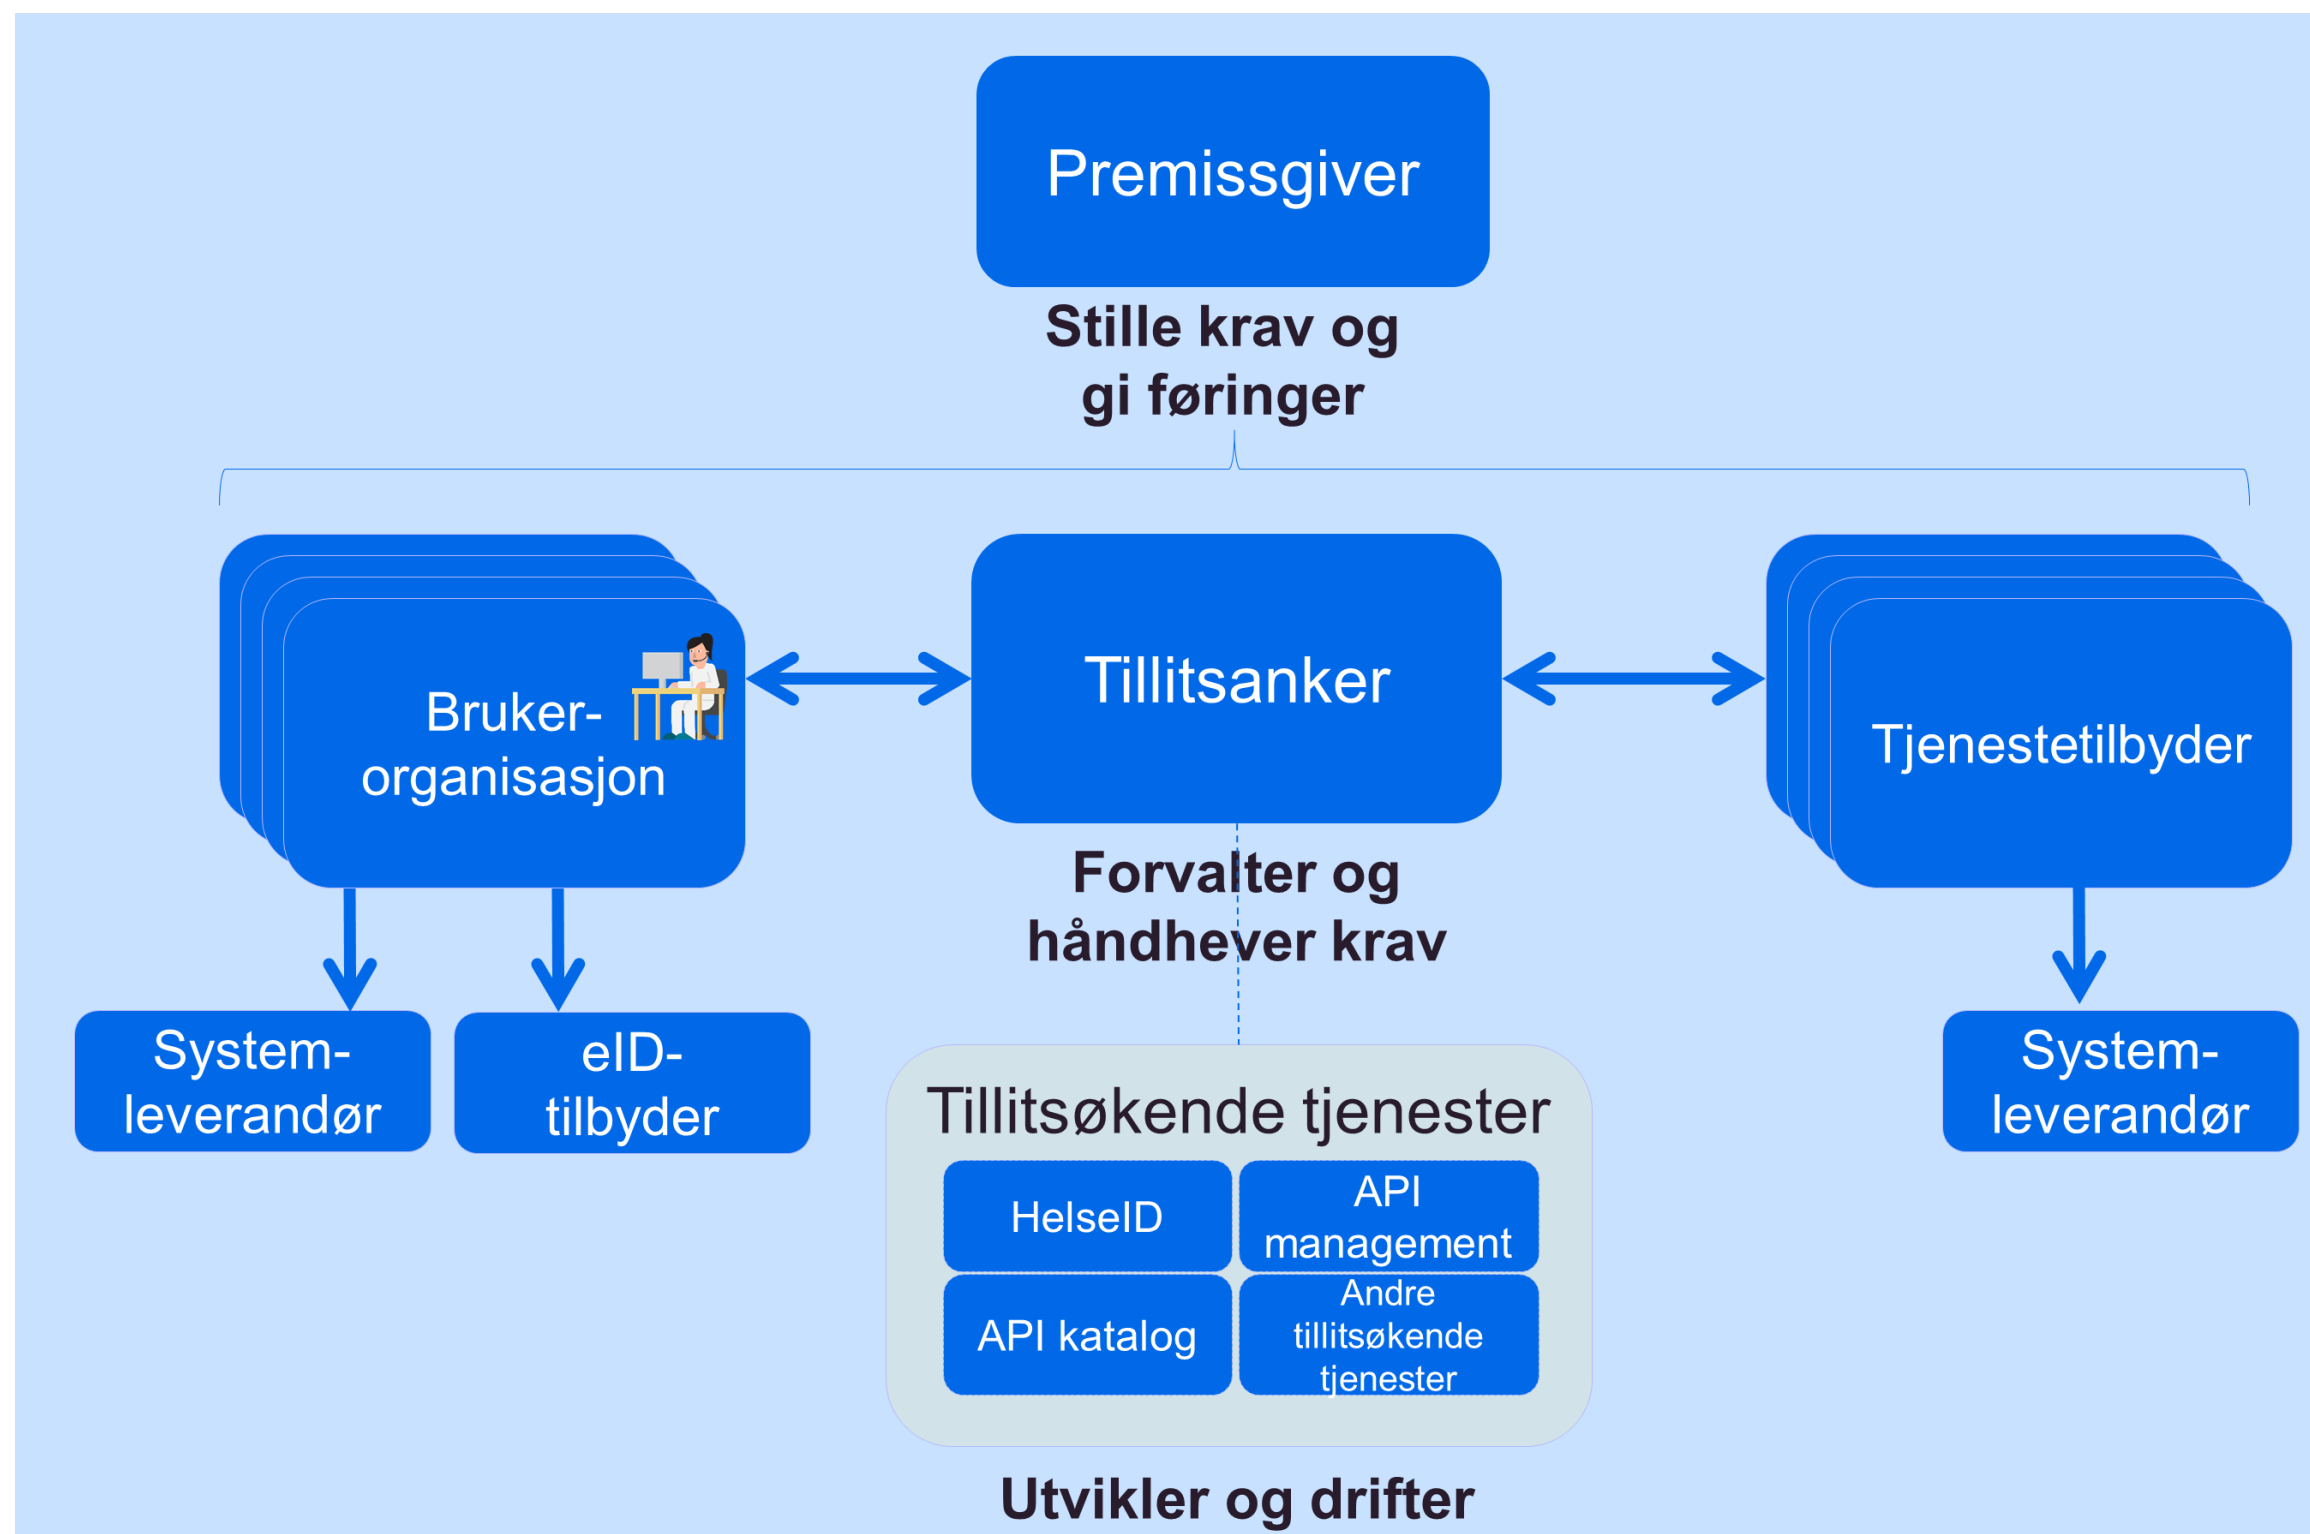 Premissgiver
Stille krav og
gi føringer
Bruker-
organisasjon
Tillitsanker
Tjenestetilbyder
Forvalter og
håndhever krav
System-
leverandør
eID-
tilbyder
System-
leverandør
Tillitsøkende tjenester
HelseID
API
management
API katalog
Andre
tillitsøkende
tjenester
Utvikler og drifter